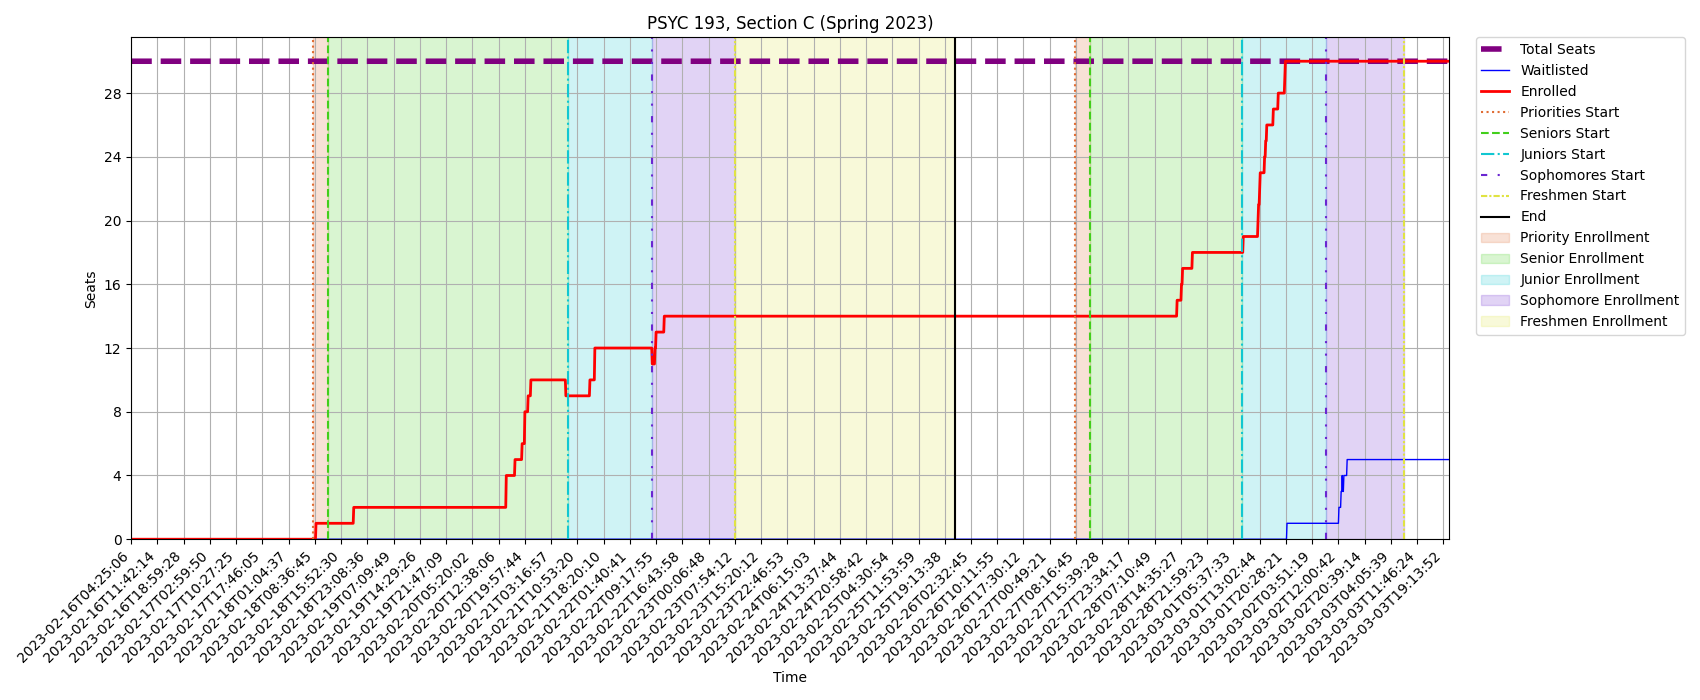 PSYC 193, Section C (Spring 2023)
Seats
28
24
20
16
12
8
4
0
2023-02-16T04:25:06
2023-02-16T11:42:14
2023-02-16T18:59:28
2023-02-17T02:59:50
2023-02-17T10:27:25
2023-02-17T17:46:05
2023-02-18T01:04:37
2023-02-18T08:36:45
2023-02-18T15:52:30
2023-02-18T23:08:36
2023-02-19T07:09:49
2023-02-19T14:29:26
2023-02-19T21:47:09
2023-02-20T05:20:02
2023-02-20T12:38:06
2023-02-20T19:57:44
2023-02-21T03:16:57
2023-02-21T10:53:20
2023-02-21T18:20:10
2023-02-22T01:40:41
2023-02-22T09:17:55
2023-02-22T16:43:58
2023-02-23T00:06:48
2023-02-23T07:54:12
2023-02-23T15:20:12
2023-02-23T22:46:53
2023-02-24T06:15:03
2023-02-24T13:37:44
2023-02-24T20:58:42
2023-02-25T04:30:54
2023-02-25T11:53:59
2023-02-25T19:13:38
2023-02-26T02:32:45
2023-02-26T10:11:55
2023-02-26T17:30:12
2023-02-27T00:49:21
2023-02-27T08:16:45
2023-02-27T15:39:28
2023-02-27T23:34:17
2023-02-28T07:10:49
2023-02-28T14:35:27
2023-02-28T21:59:23
2023-03-01T05:37:33
2023-03-01T13:02:44
2023-03-01T20:28:21
2023-03-02T03:51:19
2023-03-02T12:00:42
2023-03-02T20:39:14
2023-03-03T04:05:39
2023-03-03T11:46:24
2023-03-03T19:13:52
Time
Total Seats
Waitlisted
Enrolled
Priorities Start
Seniors Start
Juniors Start
Sophomores Start
Freshmen Start
End
Priority Enrollment
Senior Enrollment
Junior Enrollment
Sophomore Enrollment
Freshmen Enrollment